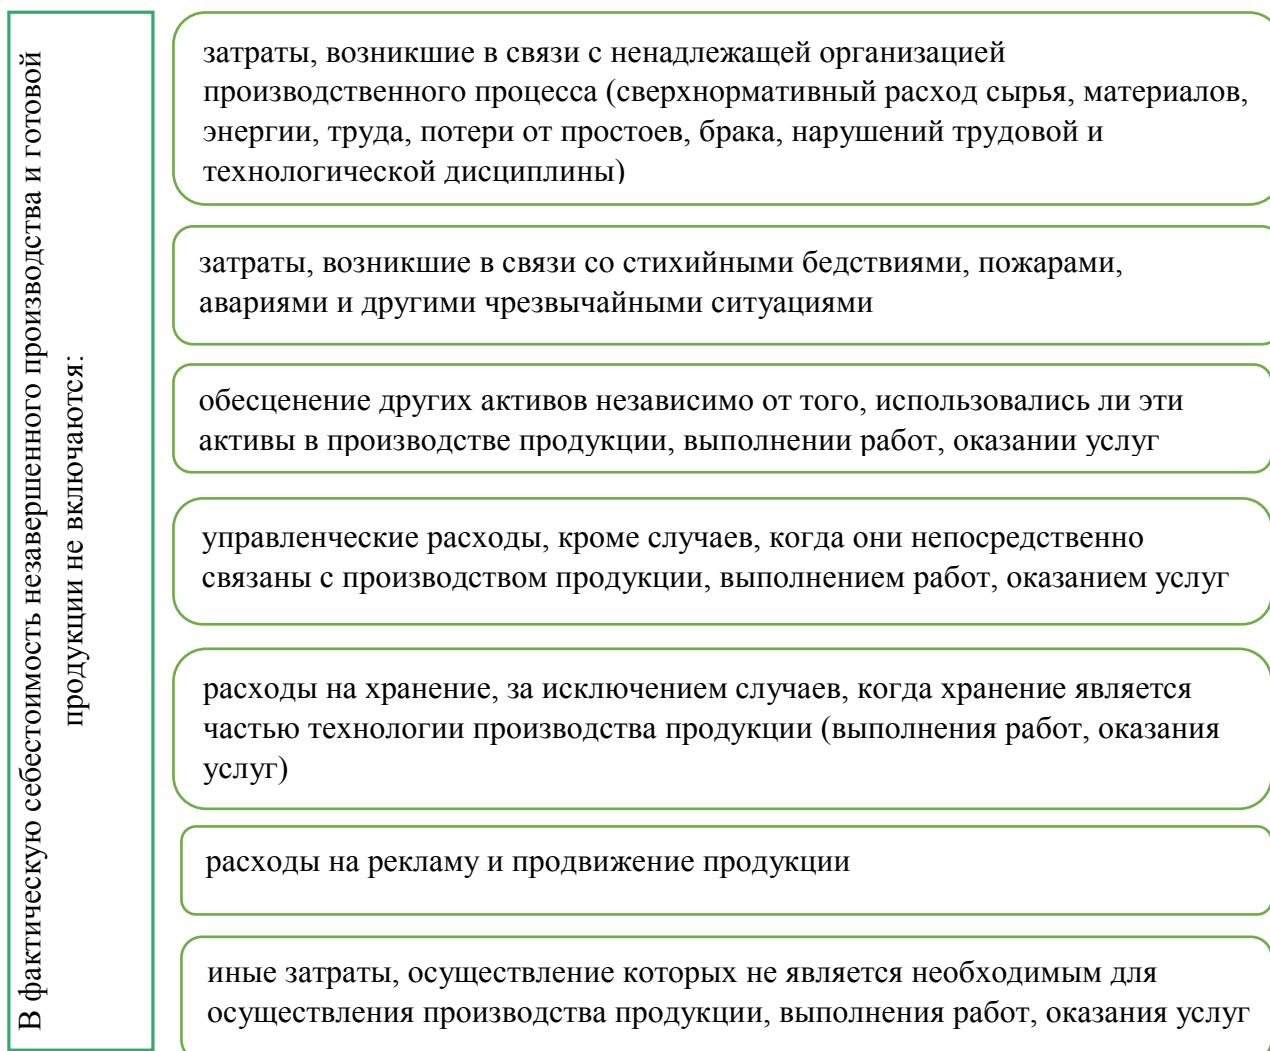 В фактическую себестоимость незавершенного производства и готовой
продукции не включаются:
затраты, возникшие в связи с ненадлежащей организацией
производственного процесса (сверхнормативный расход сырья, материалов,
энергии, труда, потери от простоев, брака, нарушений трудовой и
технологической дисциплины)
затраты, возникшие в связи со стихийными бедствиями, пожарами,
авариями и другими чрезвычайными ситуациями
обесценение других активов независимо от того, использовались ли эти
активы в производстве продукции, выполнении работ, оказании услуг
управленческие расходы, кроме случаев, когда они непосредственно
связаны с производством продукции, выполнением работ, оказанием услуг
расходы на хранение, за исключением случаев, когда хранение является
частью технологии производства продукции (выполнения работ, оказания
услуг)
расходы на рекламу и продвижение продукции
иные затраты, осуществление которых не является необходимым для
осуществления производства продукции, выполнения работ, оказания услуг